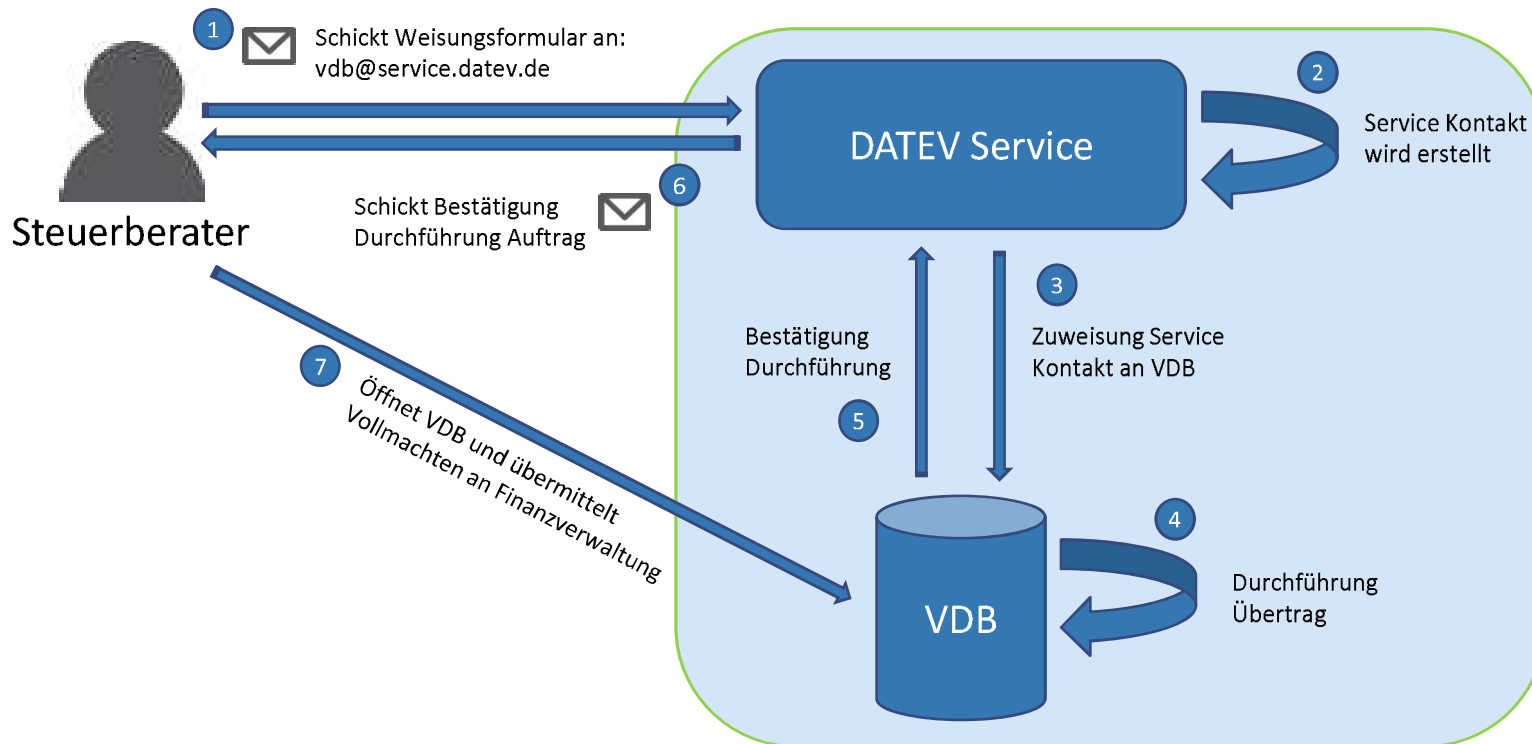 1
Schickt Weisungsformular an:
vdb@service.datev.de
2
DATEV Service
Service Kontakt
wird erstellt
6
Schickt Bestätigung
Durchführung Auftrag
Steuerberater
3
Bestätigung
Durchführung
Zuweisung Service
Kontakt an VDB
7
Öffnet VDB und übermittelt
Vollmachten an Finanzverwaltung
5
4
Durchführung
Übertrag
VDB